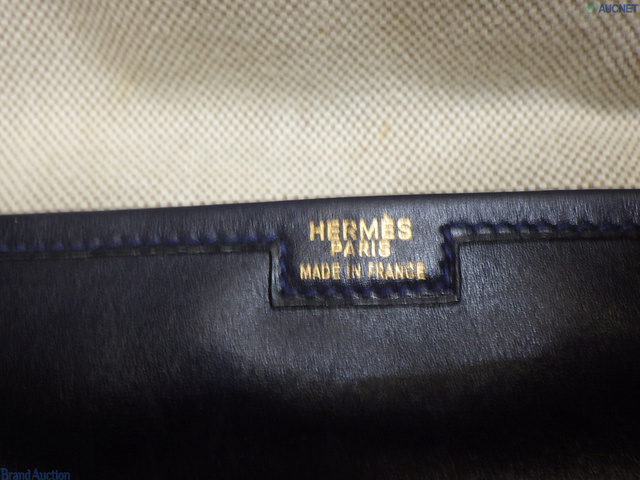 AUCNET
HERMÈS
PARIS
MADE IN FRANCE
Brand Auction